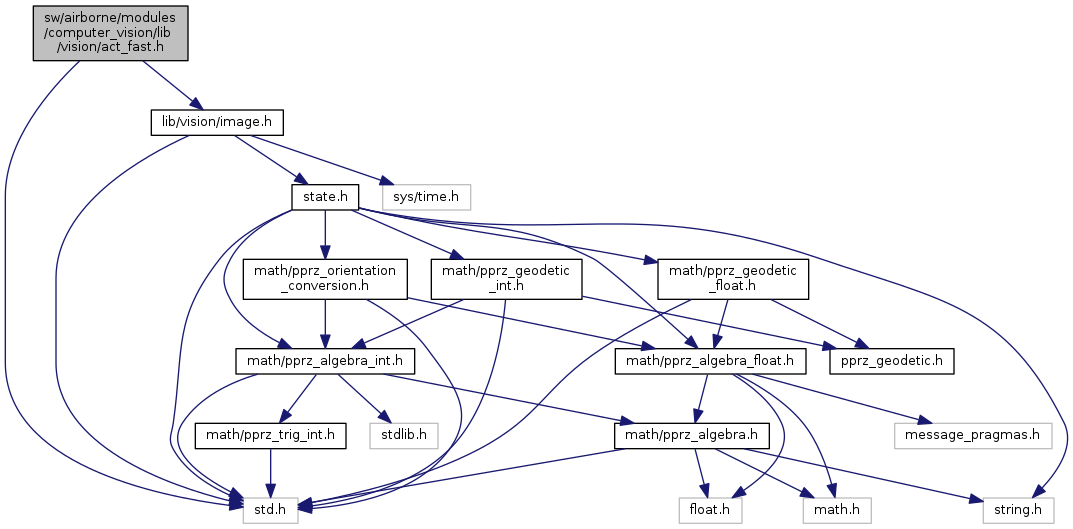 sw/airborne/modules
/computer_vision/lib
/vision/act_fast.h
lib/vision/image.h
state.h
sys/time.h
math/pprz_orientation
_conversion.h
math/pprz_geodetic
_int.h
math/pprz_geodetic
_float.h
math/pprz_algebra_int.h
math/pprz_algebra_float.h
pprz_geodetic.h
math/pprz_trig_int.h
stdlib.h
math/pprz_algebra.h
message_pragmas.h
std.h
float.h
math.h
string.h